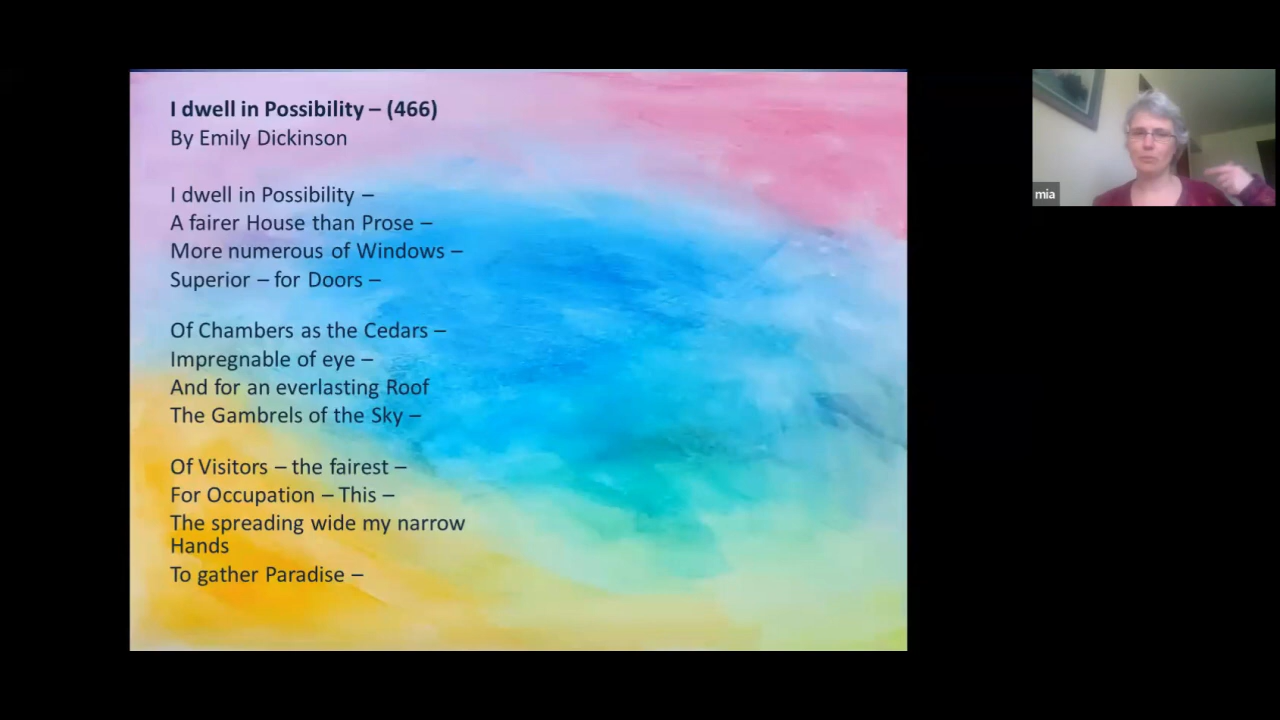 I dwell in Possibility – (466)
By Emily Dickinson
I dwell in Possibility –
A fairer House than Prose –
More numerous of Windows –
Superior – for Doors –
Of Chambers as the Cedars –
Impregnable of eye –
And for an everlasting Roof
The Gambrels of the Sky –
Of Visitors – the fairest –
For Occupation – This –
The spreading wide my narrow
Hands
To gather Paradise –
mia